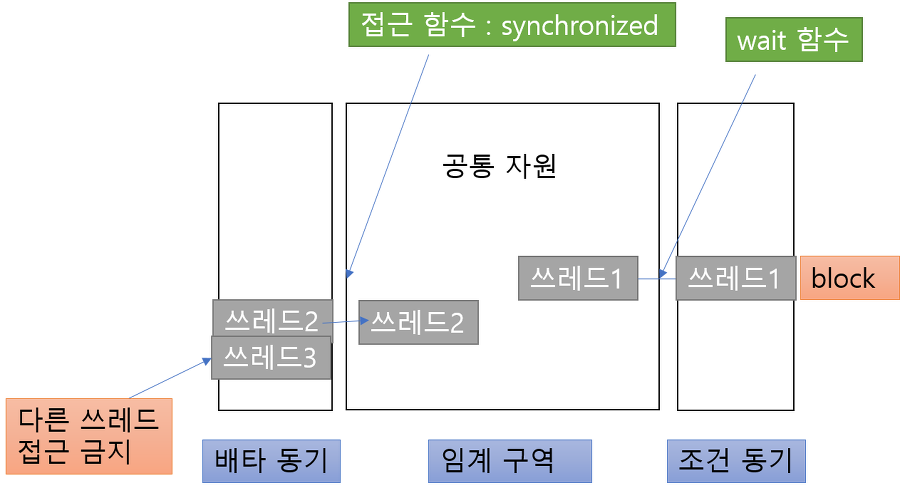 접근 함수 : synchronized
wait 함수
공통 자원
쓰레드1
쓰레드1
block
쓰레드2
쓰레드2
쓰레드3
다른 쓰레드
접근 금지
배타 동기
임계 구역
조건 동기